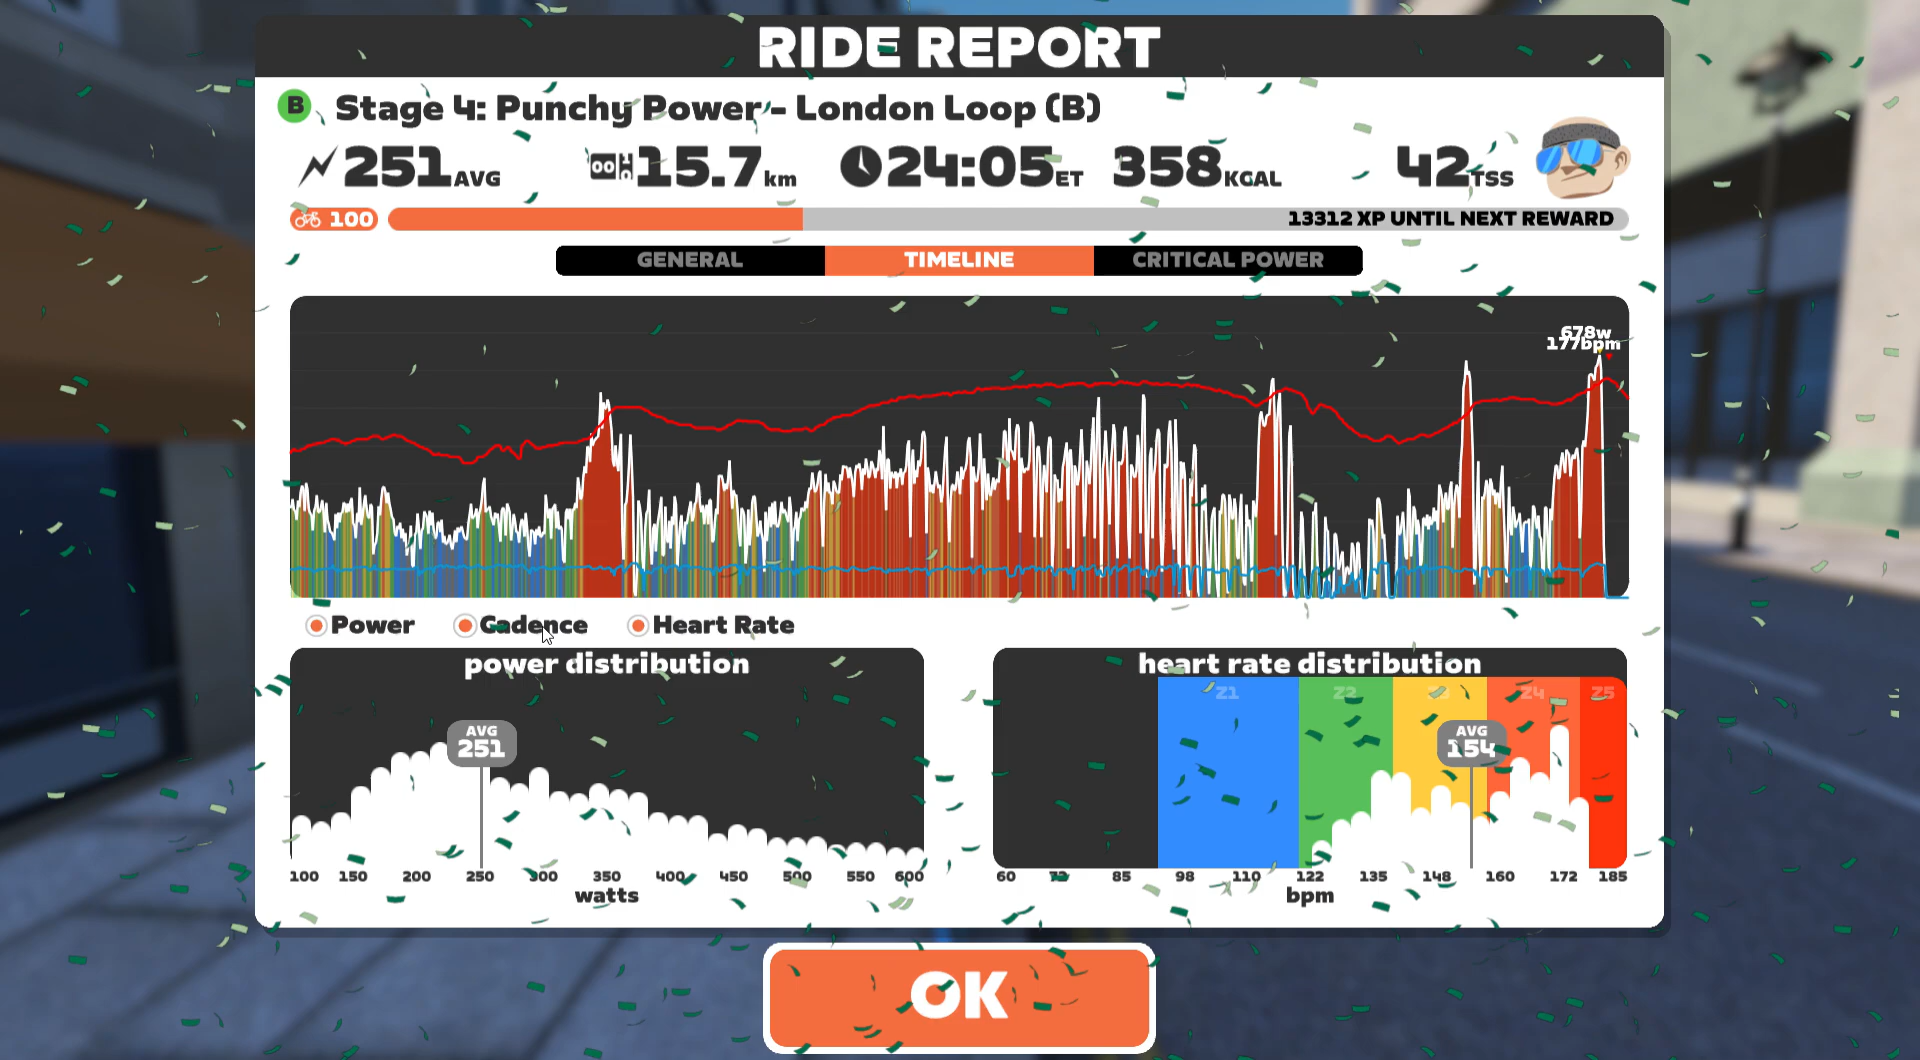 RIDE REPORT
B Stage 4: Punchy Power - London Loop (B)
251AVG 15.7km 24:05ET 358KCAL 42TSS
100 13312 XP UNTIL NEXT REWARD
GENERAL TIMELINE CRITICAL POWER
678w
177bpm
Power Cadence Heart Rate
power distribution
AVG
251
100 150 200 250 300 350 400 450 500 550 600
watts
heart rate distribution
Z1 Z2 Z4 Z5
AVG
154
60 73 85 98 110 122 135 148 160 172 185
bpm
OK